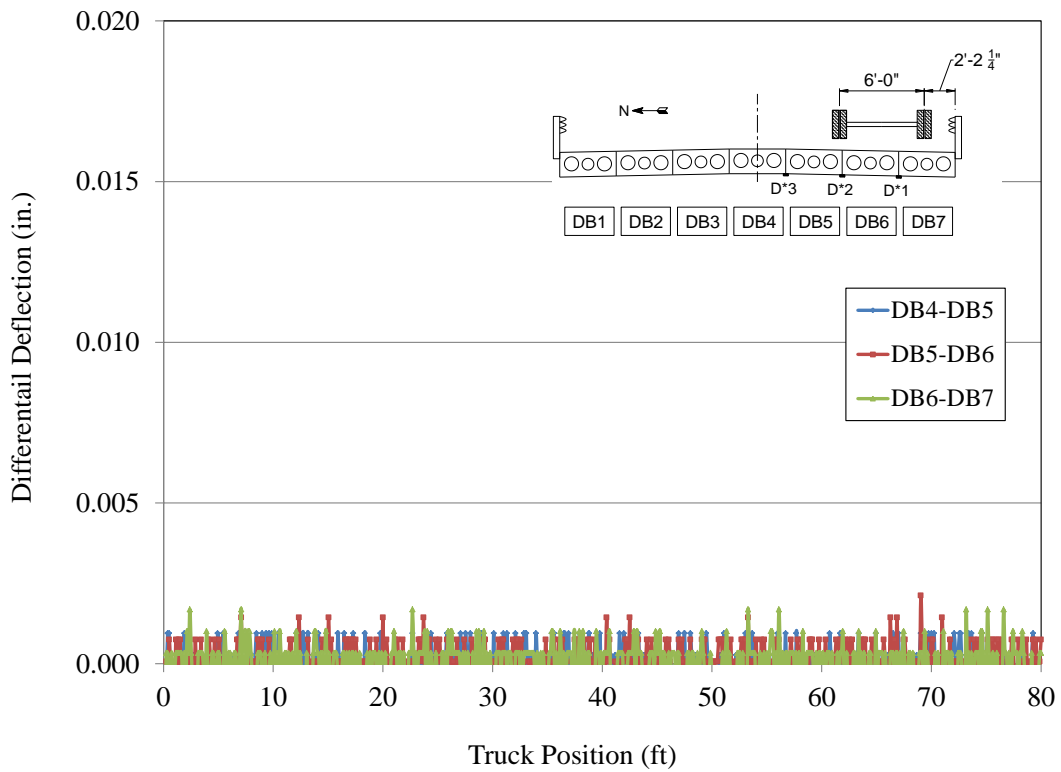 0.020
0.015
0.010
0.005
0.000
Differentail Deflection (in.)
6'-0"
2'-2 1/4"
N
D*3
D*2
D*1
DB1
DB2
DB3
DB4
DB5
DB6
DB7
DB4-DB5
DB5-DB6
DB6-DB7
0
10
20
30
40
50
60
70
80
Truck Position (ft)